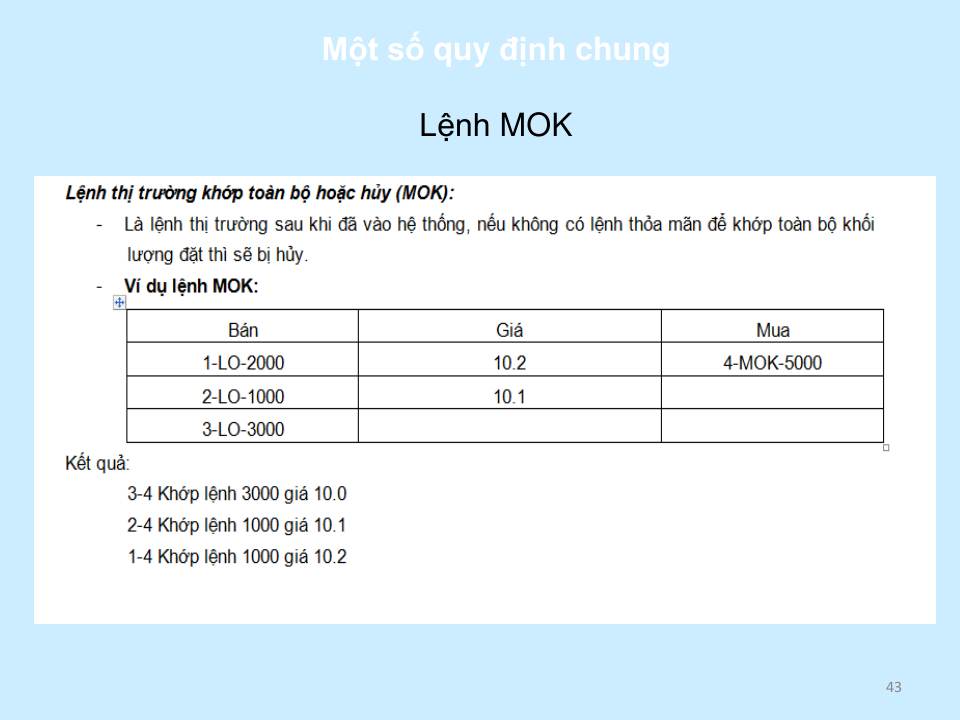 Một số quy định chung
Lệnh MOK
Lệnh thị trường khớp toàn bộ hoặc hủy (MOK):
- Là lệnh thị trường sau khi đã vào hệ thống, nếu không có lệnh thỏa mãn để khớp toàn bộ khối
lượng đặt thì sẽ bị hủy.
- Ví dụ lệnh MOK:
Bán Giá Mua
1-LO-2000 10.2 4-MOK-5000
2-LO-1000 10.1
3-LO-3000
Kết quả:
3-4 Khớp lệnh 3000 giá 10.0
2-4 Khớp lệnh 1000 giá 10.1
1-4 Khớp lệnh 1000 giá 10.2
43